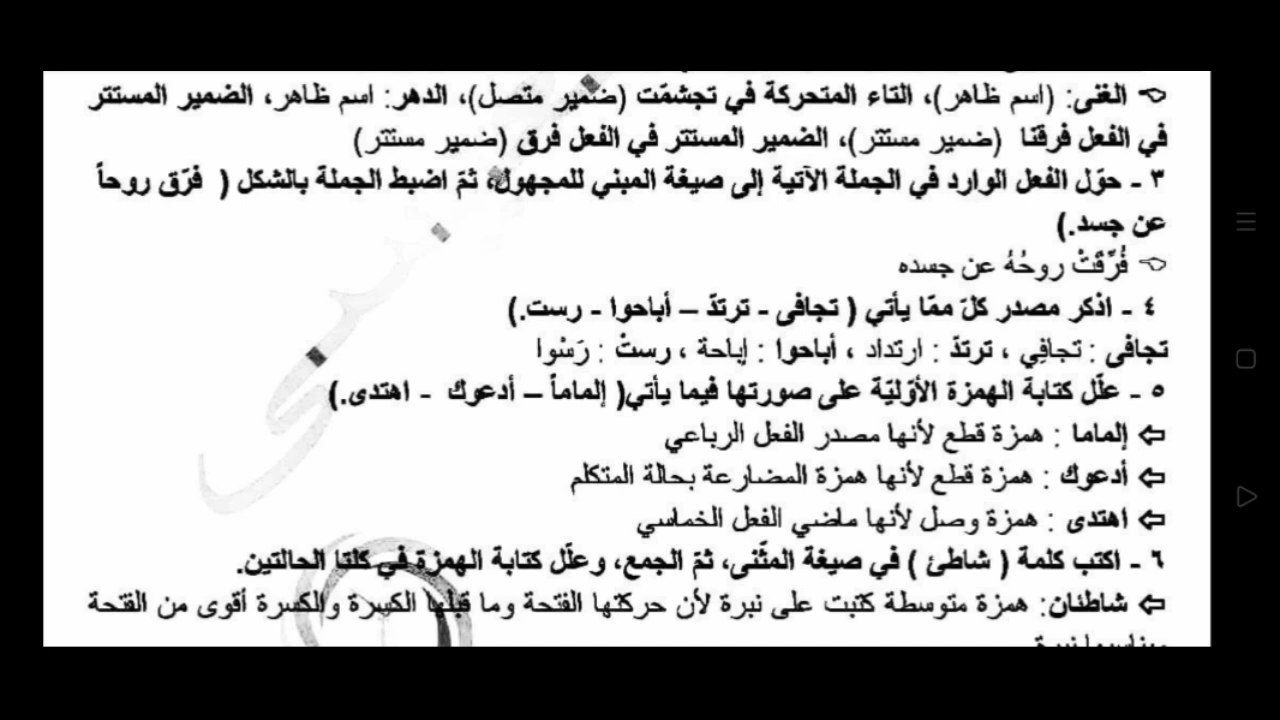 الغنى: (اسم ظاهر)، التاء المتحركة في تجشمّت (ضمير متصل)، الدهر: اسم ظاهر، الضمير المستتر
في الفعل فرقنا (ضمير مستتر)، الضمير المستتر في الفعل فرق (ضمير مستتر)
٣ - حوّل الفعل الوارد في الجملة الآتية إلى صيغة المبني للمجهول، ثمّ اضبط الجملة بالشكل ( فرّق روحاً
عن جسد.)
فُرِّقَتْ روحُهُ عن جسده
٤ - اذكر مصدر كلّ ممّا يأتي ( تجافى - ترتدّ – أباحوا - رست.)
تجافى : تجافِي ، ترتدّ : ارتداد ، أباحوا : إباحة ، رستْ : رَسْوا
٥ - علّل كتابة الهمزة الأوّليّة على صورتها فيما يأتي( إلماماً – أدعوك - اهتدى.)
إلماما : همزة قطع لأنها مصدر الفعل الرباعي
أدعوك : همزة قطع لأنها همزة المضارعة بحالة المتكلم
اهتدى : همزة وصل لأنها ماضي الفعل الخماسي
٦ - اكتب كلمة ( شاطئ ) في صيغة المثّنى، ثمّ الجمع، وعلّل كتابة الهمزة في كلتا الحالتين.
شاطئان: همزة متوسطة كتبت على نبرة لأن حركتها الفتحة وما قبلها الكسرة والكسرة أقوى من الفتحة